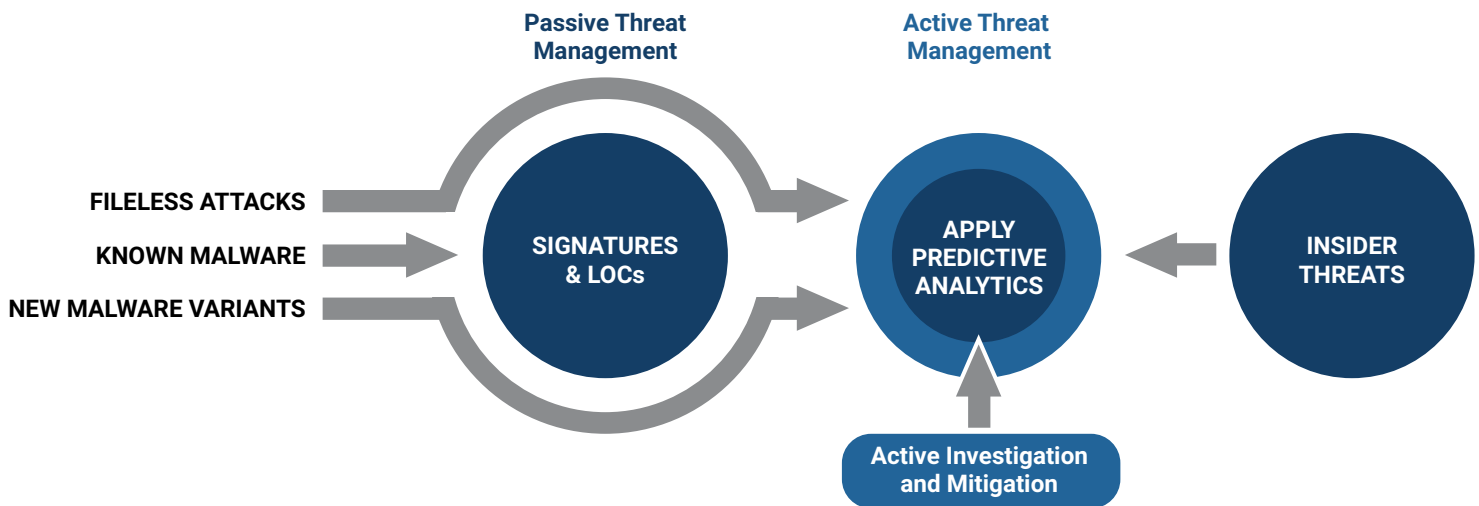 Passive Threat
Management
Active Threat
Management
FILELESS ATTACKS
KNOWN MALWARE
NEW MALWARE VARIANTS
SIGNATURES
& LOCs
APPLY
PREDICTIVE
ANALYTICS
INSIDER
THREATS
Active Investigation
and Mitigation